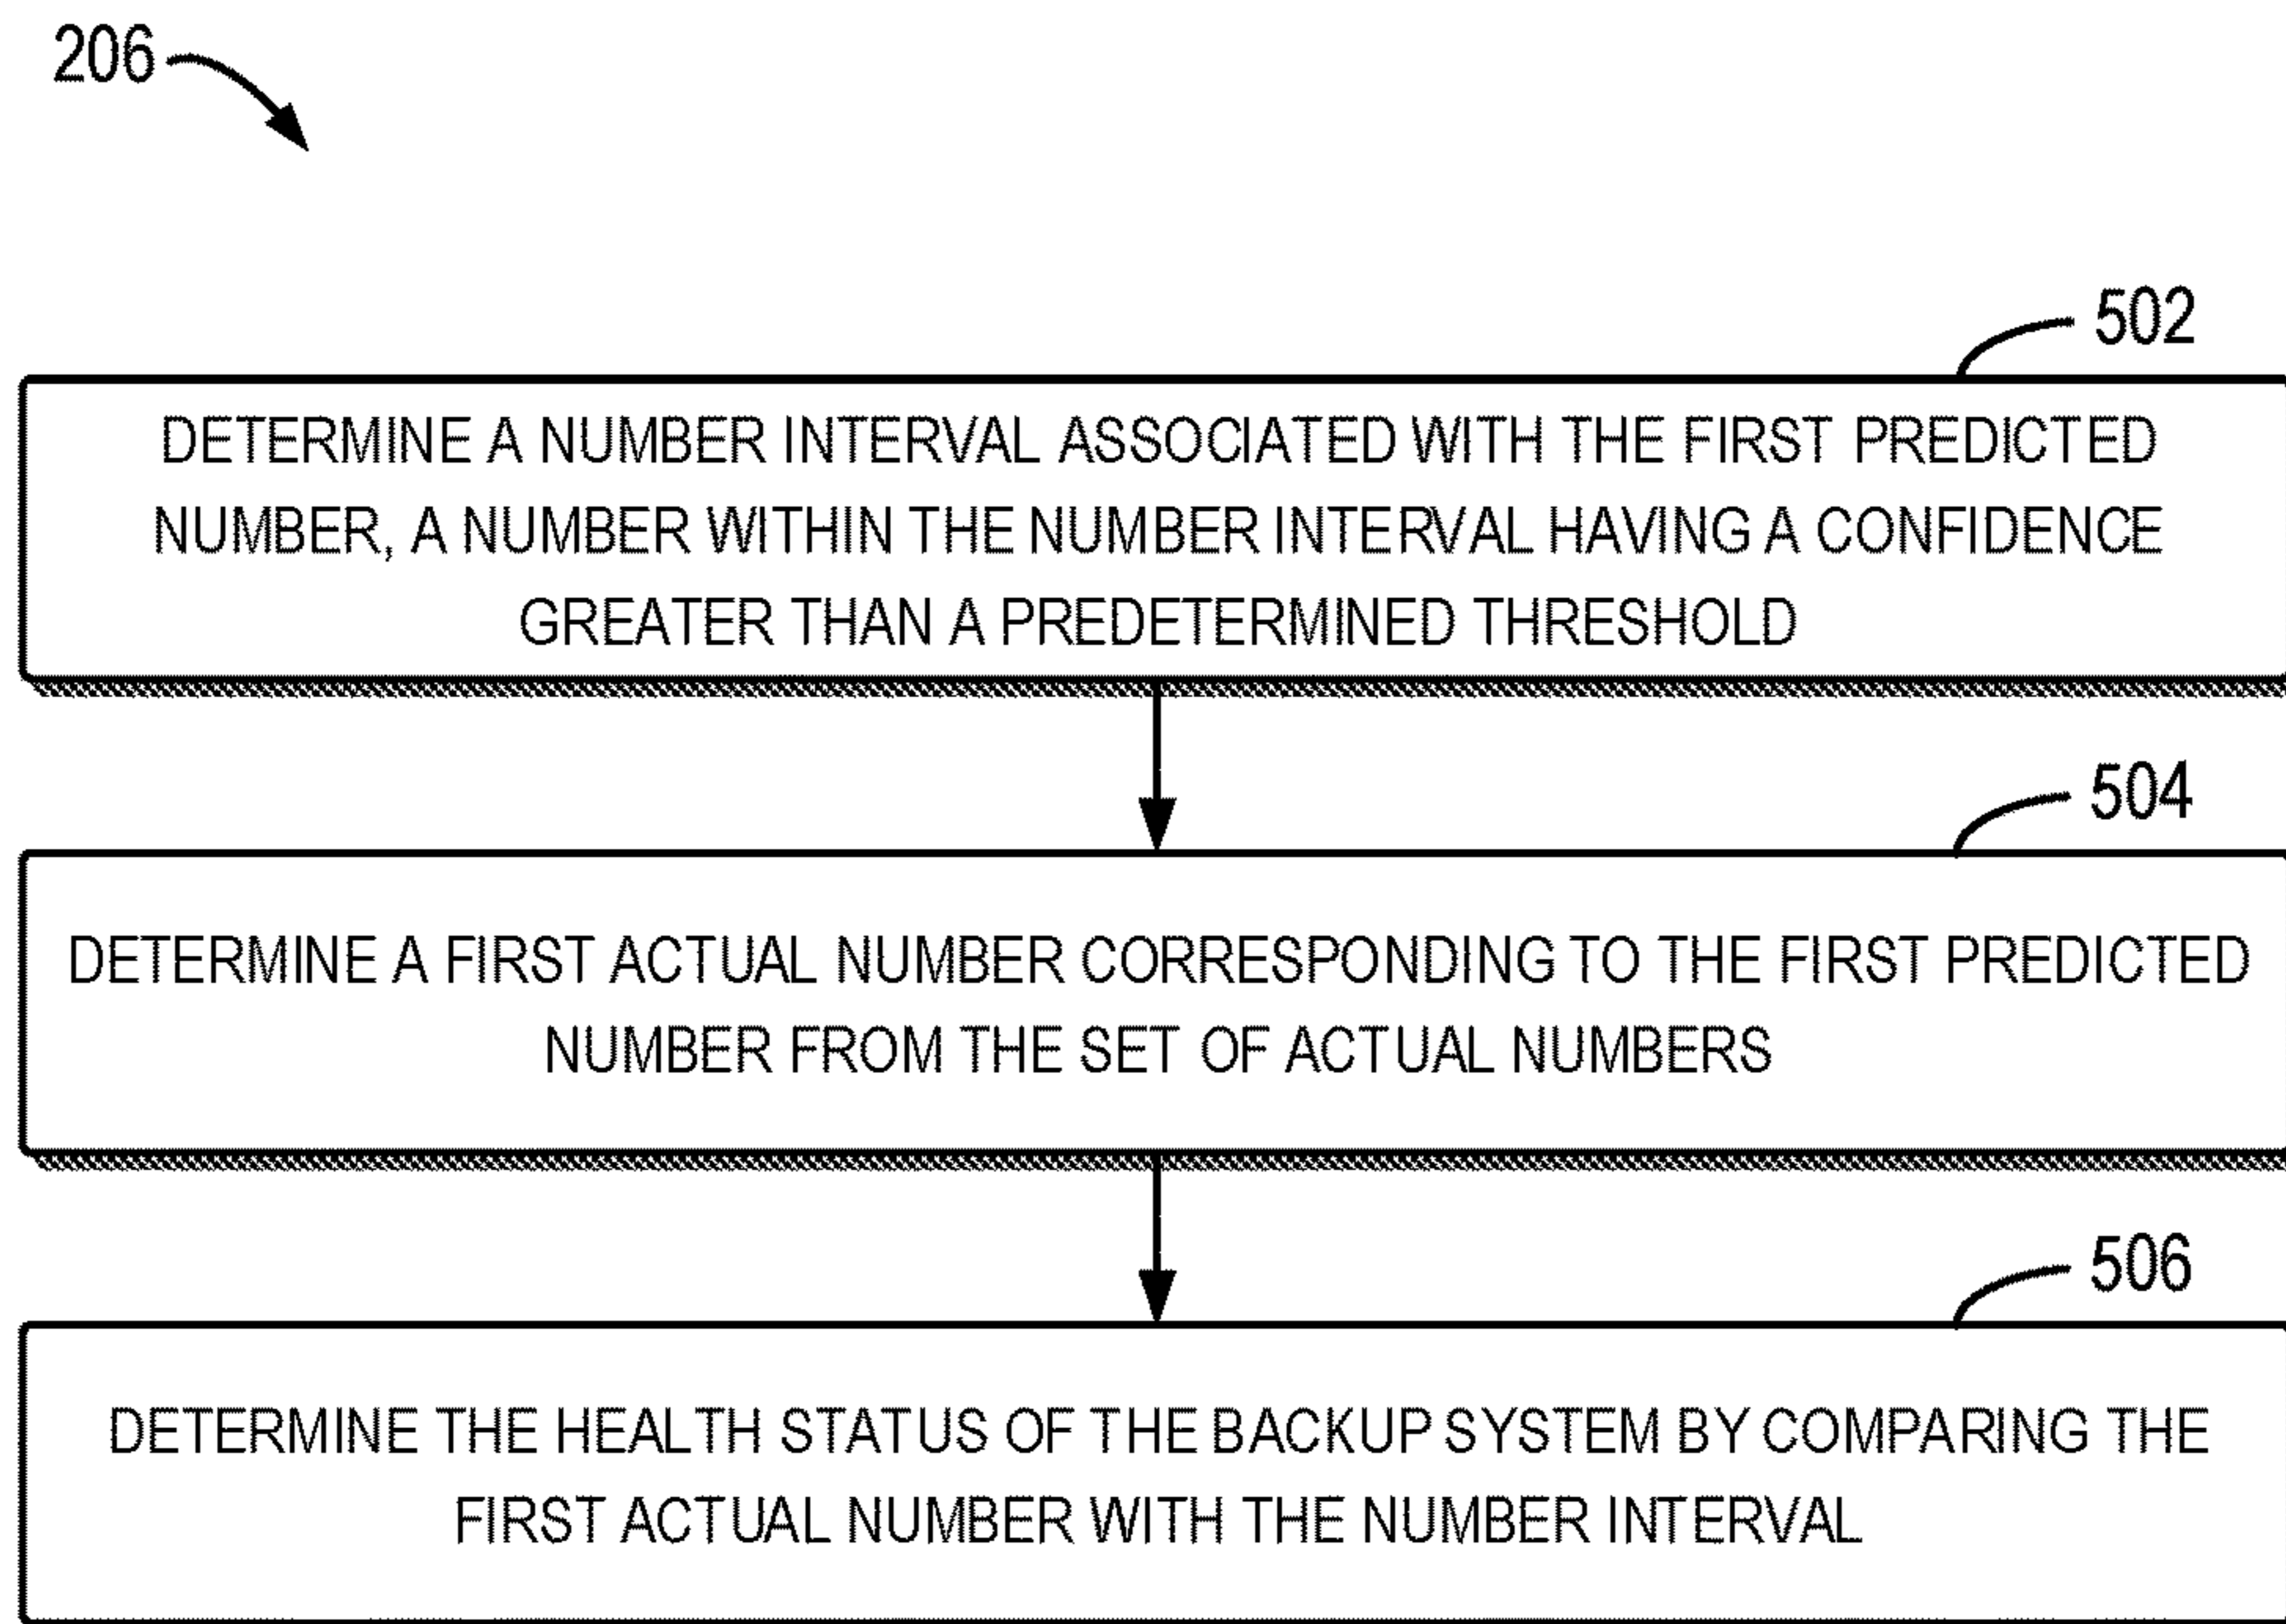 206
502
DETERMINE A NUMBER INTERVAL ASSOCIATED WITH THE FIRST PREDICTED
NUMBER, A NUMBER WITHIN THE NUMBER INTERVAL HAVING A CONFIDENCE
GREATER THAN A PREDETERMINED THRESHOLD
504
DETERMINE A FIRST ACTUAL NUMBER CORRESPONDING TO THE FIRST PREDICTED
NUMBER FROM THE SET OF ACTUAL NUMBERS
506
DETERMINE THE HEALTH STATUS OF THE BACKUP SYSTEM BY COMPARING THE
FIRST ACTUAL NUMBER WITH THE NUMBER INTERVAL